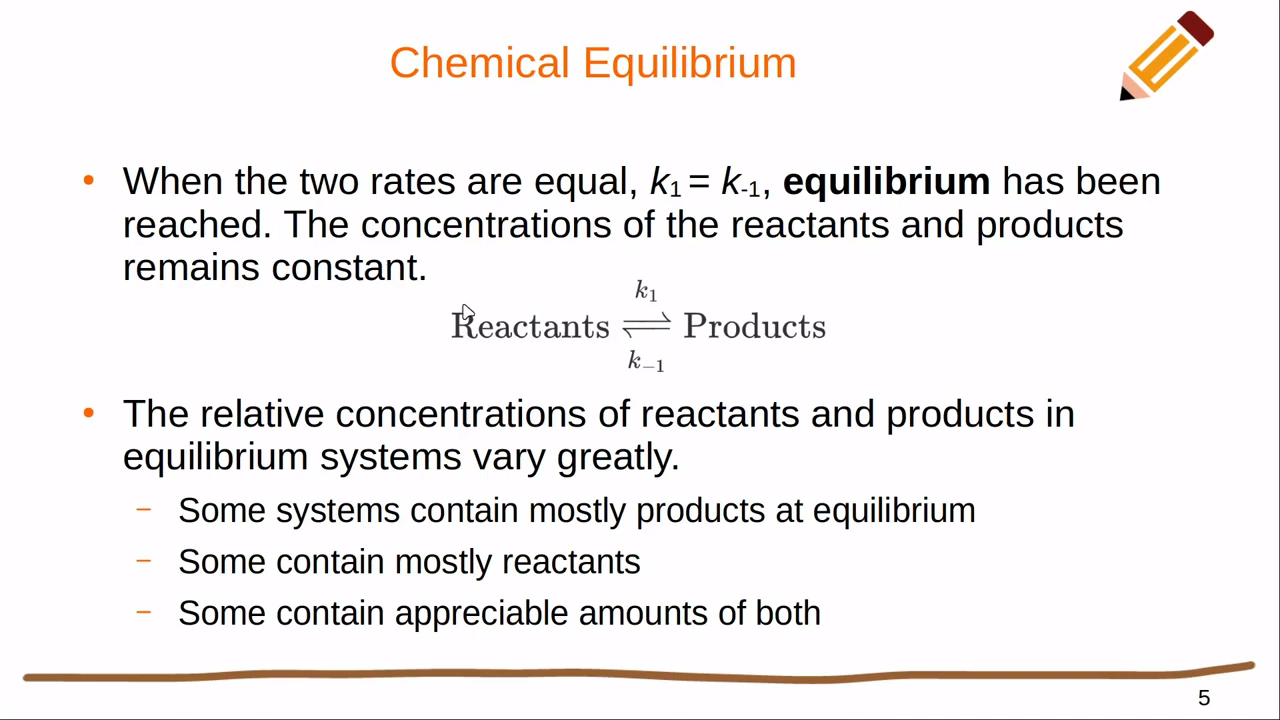 Chemical Equilibrium
• When the two rates are equal, k1 = k-1, equilibrium has been
reached. The concentrations of the reactants and products
remains constant.
k₁
Reactants ⇌ Products
k₋₁
• The relative concentrations of reactants and products in
equilibrium systems vary greatly.
– Some systems contain mostly products at equilibrium
– Some contain mostly reactants
– Some contain appreciable amounts of both
5